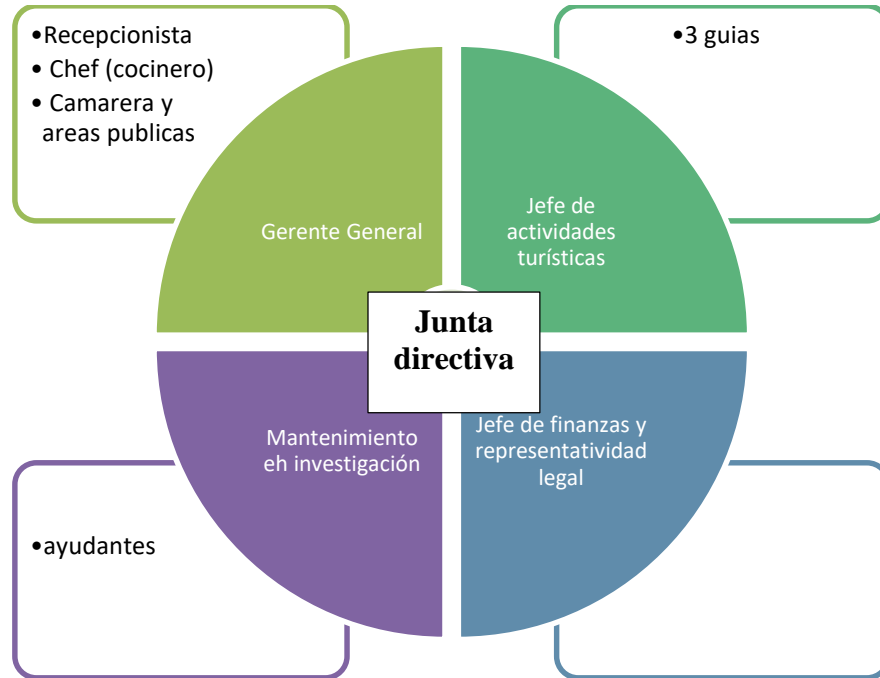 •Recepcionista
• Chef (cocinero)
• Camarera y
areas publicas
•3 guias
Gerente General
Jefe de
actividades
turísticas
Junta
directiva
Mantenimiento
eh investigación
Jefe de finanzas y
representatividad
legal
•ayudantes